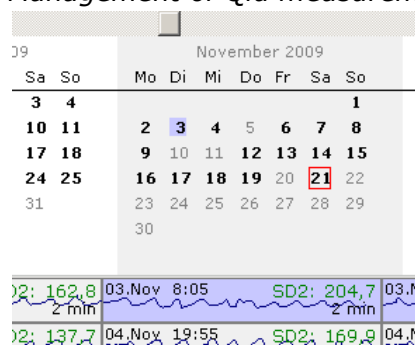 Management of Qiu measurem
09 November 2009
Sa So Mo Di Mi Do Fr Sa So
3 4 1
10 11 2 3 4 5 6 7 8
17 18 9 10 11 12 13 14 15
24 25 16 17 18 19 20 21 22
31 23 24 25 26 27 28 29
30
D2: 162,8 03.Nov 8:05 SD2: 204,7 03.N
2 min 2 min
D2: 137,7 04.Nov 19:55 SD2: 169,9 04.